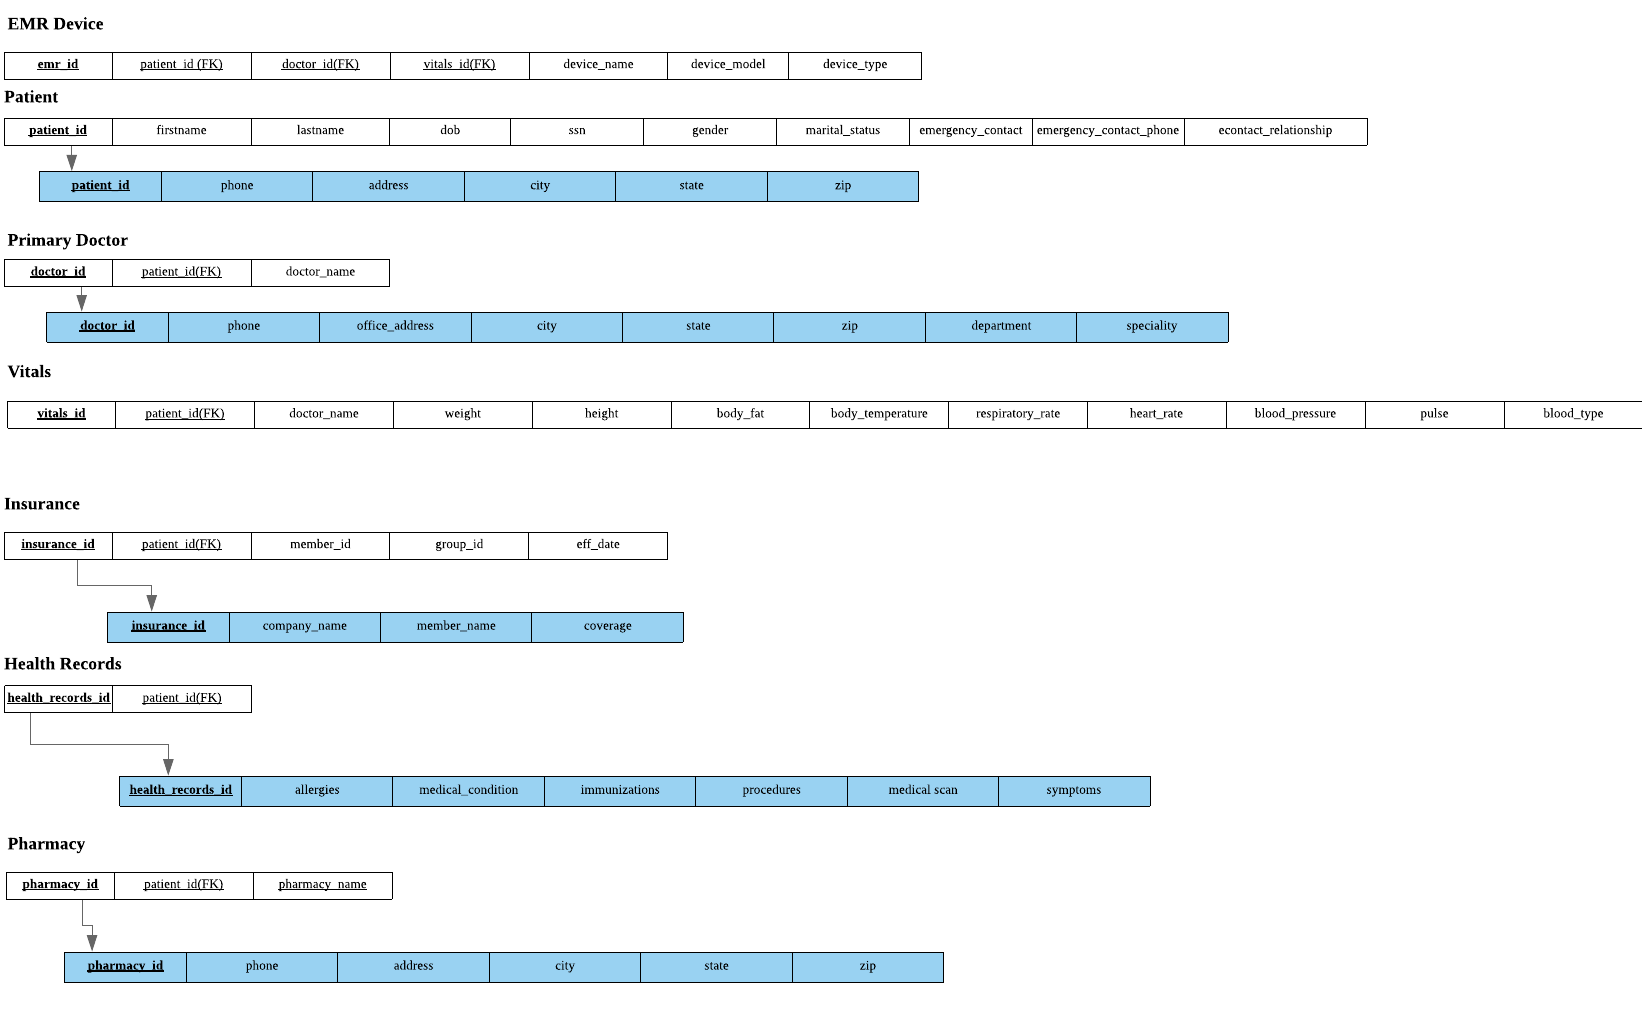 EMR Device
emr_id patient_id (FK) doctor_id(FK) vitals_id(FK) device_name device_model device_type
Patient
patient_id firstname lastname dob ssn gender marital_status emergency_contact emergency_contact_phone econtact_relationship
patient_id phone address city state zip
Primary Doctor
doctor_id patient_id(FK) doctor_name
doctor_id phone office_address city state zip department speciality
Vitals
vitals_id patient_id(FK) doctor_name weight height body_fat body_temperature respiratory_rate heart_rate blood_pressure pulse blood_type
Insurance
insurance_id patient_id(FK) member_id group_id eff_date
insurance_id company_name member_name coverage
Health Records
health_records_id patient_id(FK)
health_records_id allergies medical_condition immunizations procedures medical scan symptoms
Pharmacy
pharmacy_id patient_id(FK) pharmacy_name
pharmacy_id phone address city state zip